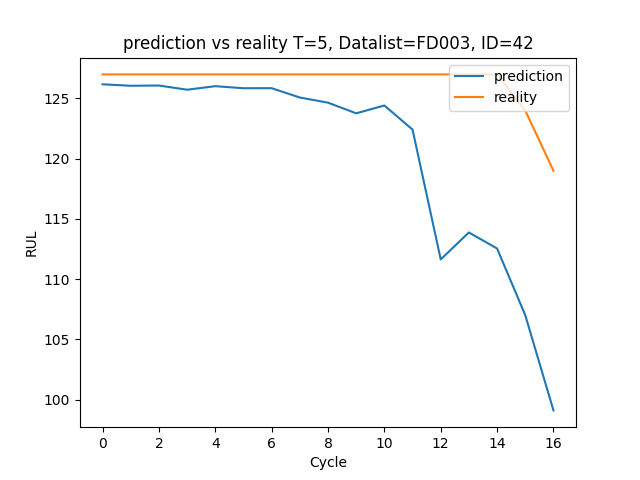 prediction vs reality T=5, Datalist=FD003, ID=42
prediction
reality
125
120
115
110
105
100
RUL
0 2 4 6 8 10 12 14 16
Cycle